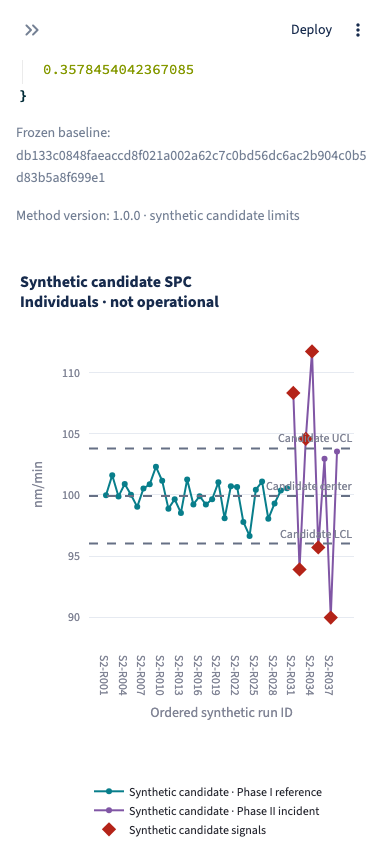 Deploy
0.3578454042367085
}
Frozen baseline:
db133c0848faeaccd8f021a002a62c7c0bd56dc6ac2b904c0b5
d83b5a8f699e1
Method version: 1.0.0 · synthetic candidate limits
Synthetic candidate SPC
Individuals · not operational
110
105
100
95
90
nm/min
Candidate UCL
Candidate center
Candidate LCL
S2-R001
S2-R004
S2-R007
S2-R010
S2-R013
S2-R016
S2-R019
S2-R022
S2-R025
S2-R028
S2-R031
S2-R034
S2-R037
Ordered synthetic run ID
Synthetic candidate · Phase I reference
Synthetic candidate · Phase II incident
Synthetic candidate signals